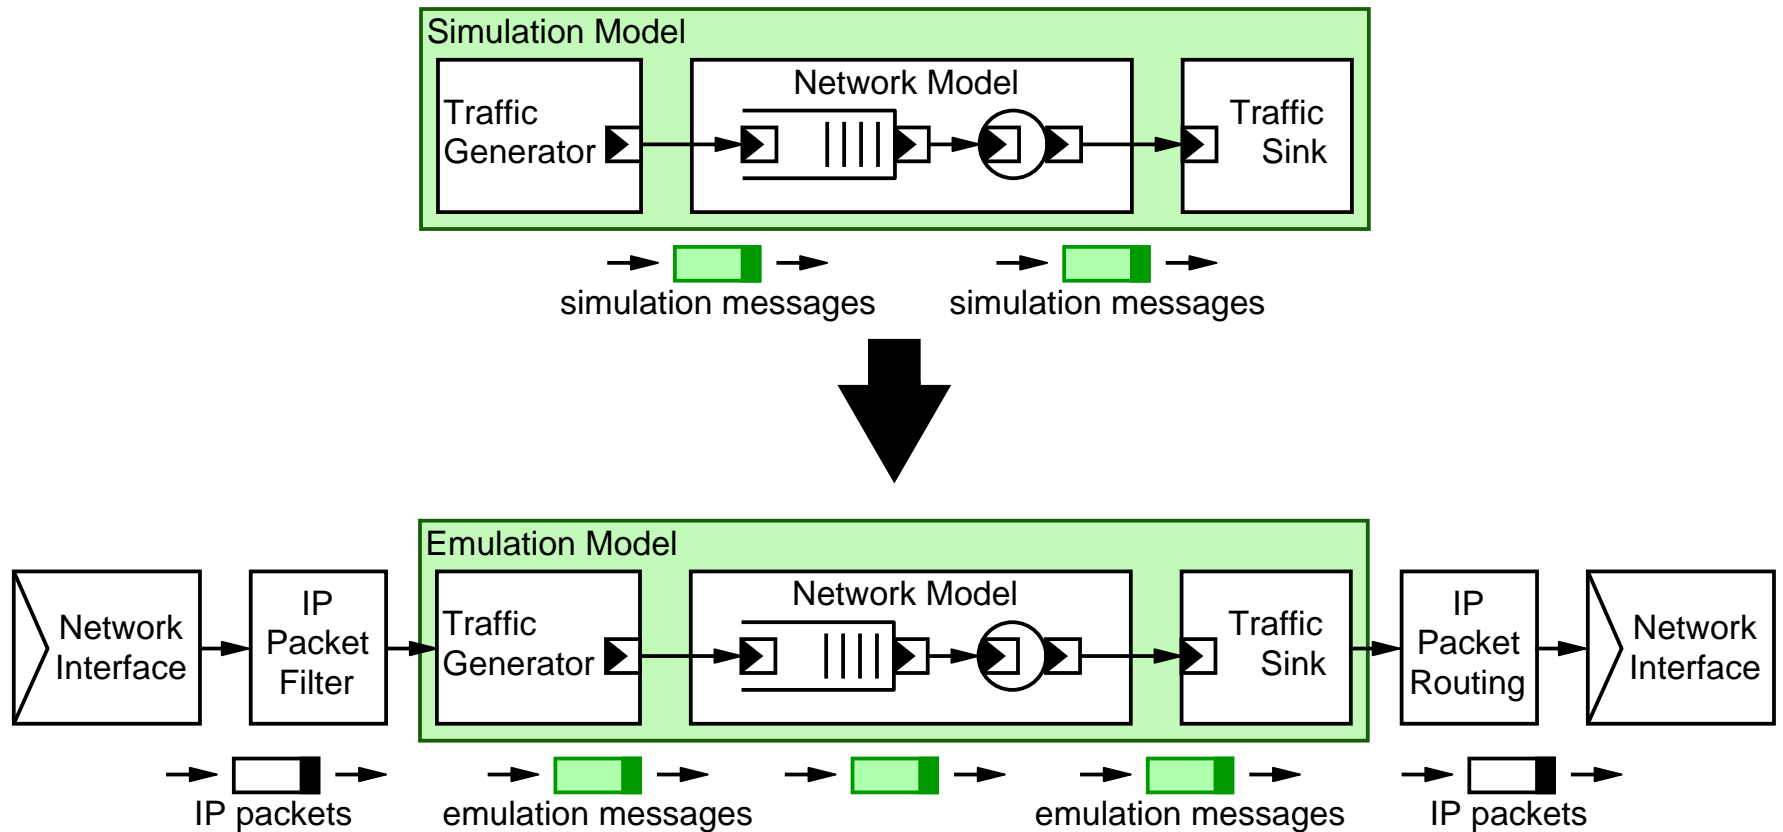 Simulation Model
Traffic
Generator
Network Model
Traffic
Sink
simulation messages
simulation messages
Emulation Model
Network
Interface
IP
Packet
Filter
Traffic
Generator
Network Model
Traffic
Sink
IP
Packet
Routing
Network
Interface
IP packets
emulation messages
emulation messages
IP packets